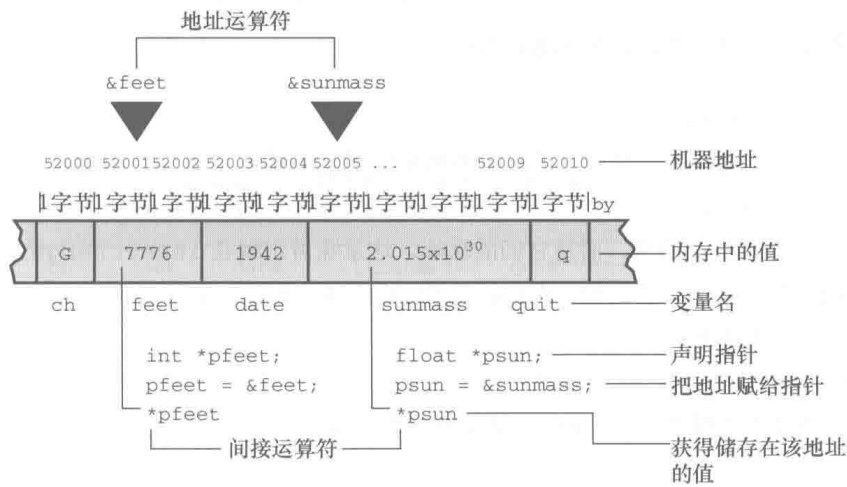 地址运算符
&feet &sunmass
52000 52001 52002 52003 52004 52005 ... 52009 52010 机器地址
1字节 1字节 1字节 1字节 1字节 1字节 1字节 1字节 1字节 1字节 by
G 7776 1942 2.015x10³⁰ q 内存中的值
ch feet date sunmass quit 变量名
int *pfeet; float *psun; 声明指针
pfeet = &feet; psun = &sunmass; 把地址赋给指针
*pfeet *psun
间接运算符 获得储存在该地址
的值